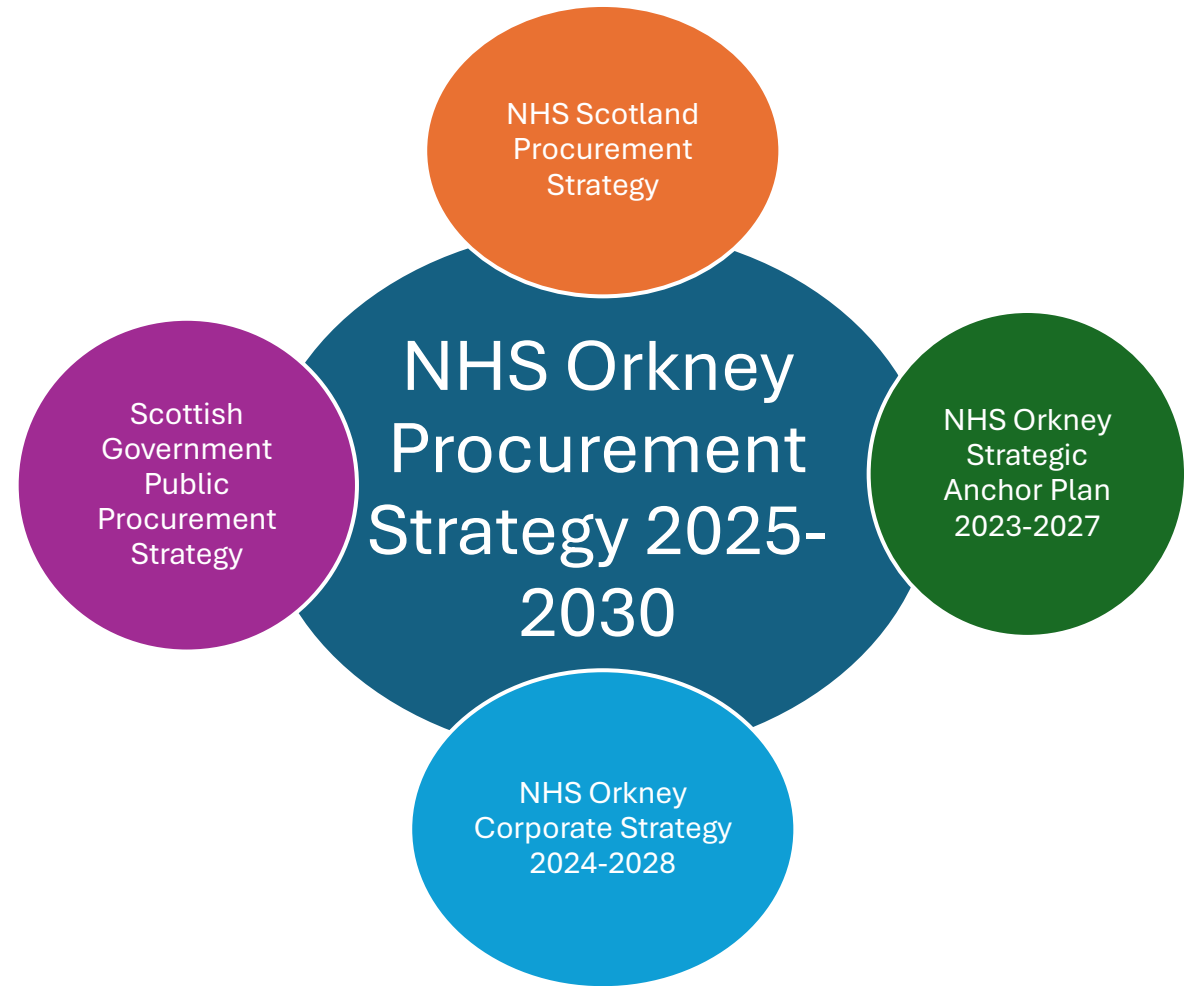 NHS Scotland
Procurement
Strategy
NHS Orkney
Procurement
Strategy 2025-
2030
Scottish
Government
Public
Procurement
Strategy
NHS Orkney
Strategic
Anchor Plan
2023-2027
NHS Orkney
Corporate Strategy
2024-2028